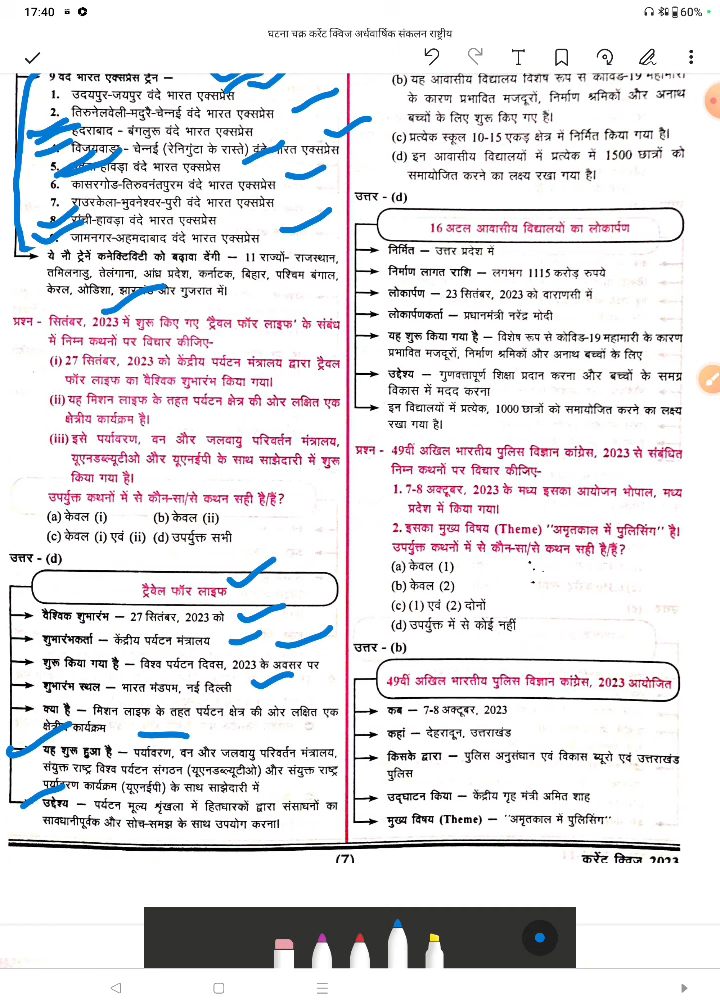 17:40
60%
घटना चक्र करेंट क्विज अर्धवार्षिक संकलन राष्ट्रीय
9 वंदे भारत एक्सप्रेस ट्रेन —
1. उदयपुर-जयपुर वंदे भारत एक्सप्रेस
2. तिरुनेलवेली-मदुरै-चेन्नई वंदे भारत एक्सप्रेस
हैदराबाद - बंगलुरू वंदे भारत एक्सप्रेस
विजयवाड़ा - चेन्नई (रेनिगुंटा के रास्ते) वंदे भारत एक्सप्रेस
5. हावड़ा वंदे भारत एक्सप्रेस
6. कासरगोड-तिरुवनंतपुरम वंदे भारत एक्सप्रेस
7. राउरकेला-भुवनेश्वर-पुरी वंदे भारत एक्सप्रेस
8. रांची-हावड़ा वंदे भारत एक्सप्रेस
जामनगर-अहमदाबाद वंदे भारत एक्सप्रेस
ये नौ ट्रेनें कनेक्टिविटी को बढ़ावा देंगी — 11 राज्यों- राजस्थान,
तमिलनाडु, तेलंगाना, आंध्र प्रदेश, कर्नाटक, बिहार, पश्चिम बंगाल,
केरल, ओडिशा, झारखंड और गुजरात में।
प्रश्न - सितंबर, 2023 में शुरू किए गए 'ट्रैवल फॉर लाइफ' के संबंध
में निम्न कथनों पर विचार कीजिए-
(i) 27 सितंबर, 2023 को केंद्रीय पर्यटन मंत्रालय द्वारा ट्रैवल
फॉर लाइफ का वैश्विक शुभारंभ किया गया।
(ii) यह मिशन लाइफ के तहत पर्यटन क्षेत्र की ओर लक्षित एक
क्षेत्रीय कार्यक्रम है।
(iii) इसे पर्यावरण, वन और जलवायु परिवर्तन मंत्रालय,
यूएनडब्ल्यूटीओ और यूएनईपी के साथ साझेदारी में शुरू
किया गया है।
उपर्युक्त कथनों में से कौन-सा/से कथन सही है/हैं?
(a) केवल (i) (b) केवल (ii)
(c) केवल (i) एवं (ii) (d) उपर्युक्त सभी
उत्तर - (d)
ट्रैवेल फॉर लाइफ
वैश्विक शुभारंभ — 27 सितंबर, 2023 को
शुभारंभकर्ता — केंद्रीय पर्यटन मंत्रालय
शुरू किया गया है — विश्व पर्यटन दिवस, 2023 के अवसर पर
शुभारंभ स्थल — भारत मंडपम, नई दिल्ली
क्या है — मिशन लाइफ के तहत पर्यटन क्षेत्र की ओर लक्षित एक
क्षेत्रीय कार्यक्रम
यह शुरू हुआ है — पर्यावरण, वन और जलवायु परिवर्तन मंत्रालय,
संयुक्त राष्ट्र विश्व पर्यटन संगठन (यूएनडब्ल्यूटीओ) और संयुक्त राष्ट्र
पर्यावरण कार्यक्रम (यूएनईपी) के साथ साझेदारी में
उद्देश्य — पर्यटन मूल्य श्रृंखला में हितधारकों द्वारा संसाधनों का
सावधानीपूर्वक और सोच-समझ के साथ उपयोग करना।
(b) यह आवासीय विद्यालय विशेष रूप से कोविड-19 महामारी
के कारण प्रभावित मजदूरों, निर्माण श्रमिकों और अनाथ
बच्चों के लिए शुरू किए गए हैं।
(c) प्रत्येक स्कूल 10-15 एकड़ क्षेत्र में निर्मित किया गया है।
(d) इन आवासीय विद्यालयों में प्रत्येक में 1500 छात्रों को
समायोजित करने का लक्ष्य रखा गया है।
उत्तर - (d)
16 अटल आवासीय विद्यालयों का लोकार्पण
निर्मित — उत्तर प्रदेश में
निर्माण लागत राशि — लगभग 1115 करोड़ रुपये
लोकार्पण — 23 सितंबर, 2023 को वाराणसी में
लोकार्पणकर्ता — प्रधानमंत्री नरेंद्र मोदी
यह शुरू किया गया है — विशेष रूप से कोविड-19 महामारी के कारण
प्रभावित मजदूरों, निर्माण श्रमिकों और अनाथ बच्चों के लिए
उद्देश्य — गुणवत्तापूर्ण शिक्षा प्रदान करना और बच्चों के समग्र
विकास में मदद करना
इन विद्यालयों में प्रत्येक, 1000 छात्रों को समायोजित करने का लक्ष्य
रखा गया है।
प्रश्न - 49वीं अखिल भारतीय पुलिस विज्ञान कांग्रेस, 2023 से संबंधित
निम्न कथनों पर विचार कीजिए-
1. 7-8 अक्टूबर, 2023 के मध्य इसका आयोजन भोपाल, मध्य
प्रदेश में किया गया।
2. इसका मुख्य विषय (Theme) ''अमृतकाल में पुलिसिंग'' है।
उपर्युक्त कथनों में से कौन-सा/से कथन सही है/हैं?
(a) केवल (1)
(b) केवल (2)
(c) (1) एवं (2) दोनों
(d) उपर्युक्त में से कोई नहीं
उत्तर - (b)
49वीं अखिल भारतीय पुलिस विज्ञान कांग्रेस, 2023 आयोजित
कब — 7-8 अक्टूबर, 2023
कहां — देहरादून, उत्तराखंड
किसके द्वारा — पुलिस अनुसंधान एवं विकास ब्यूरो एवं उत्तराखंड
पुलिस
उद्घाटन किया — केंद्रीय गृह मंत्री अमित शाह
मुख्य विषय (Theme) — ''अमृतकाल में पुलिसिंग''
(7)
करेंट क्विज 2023